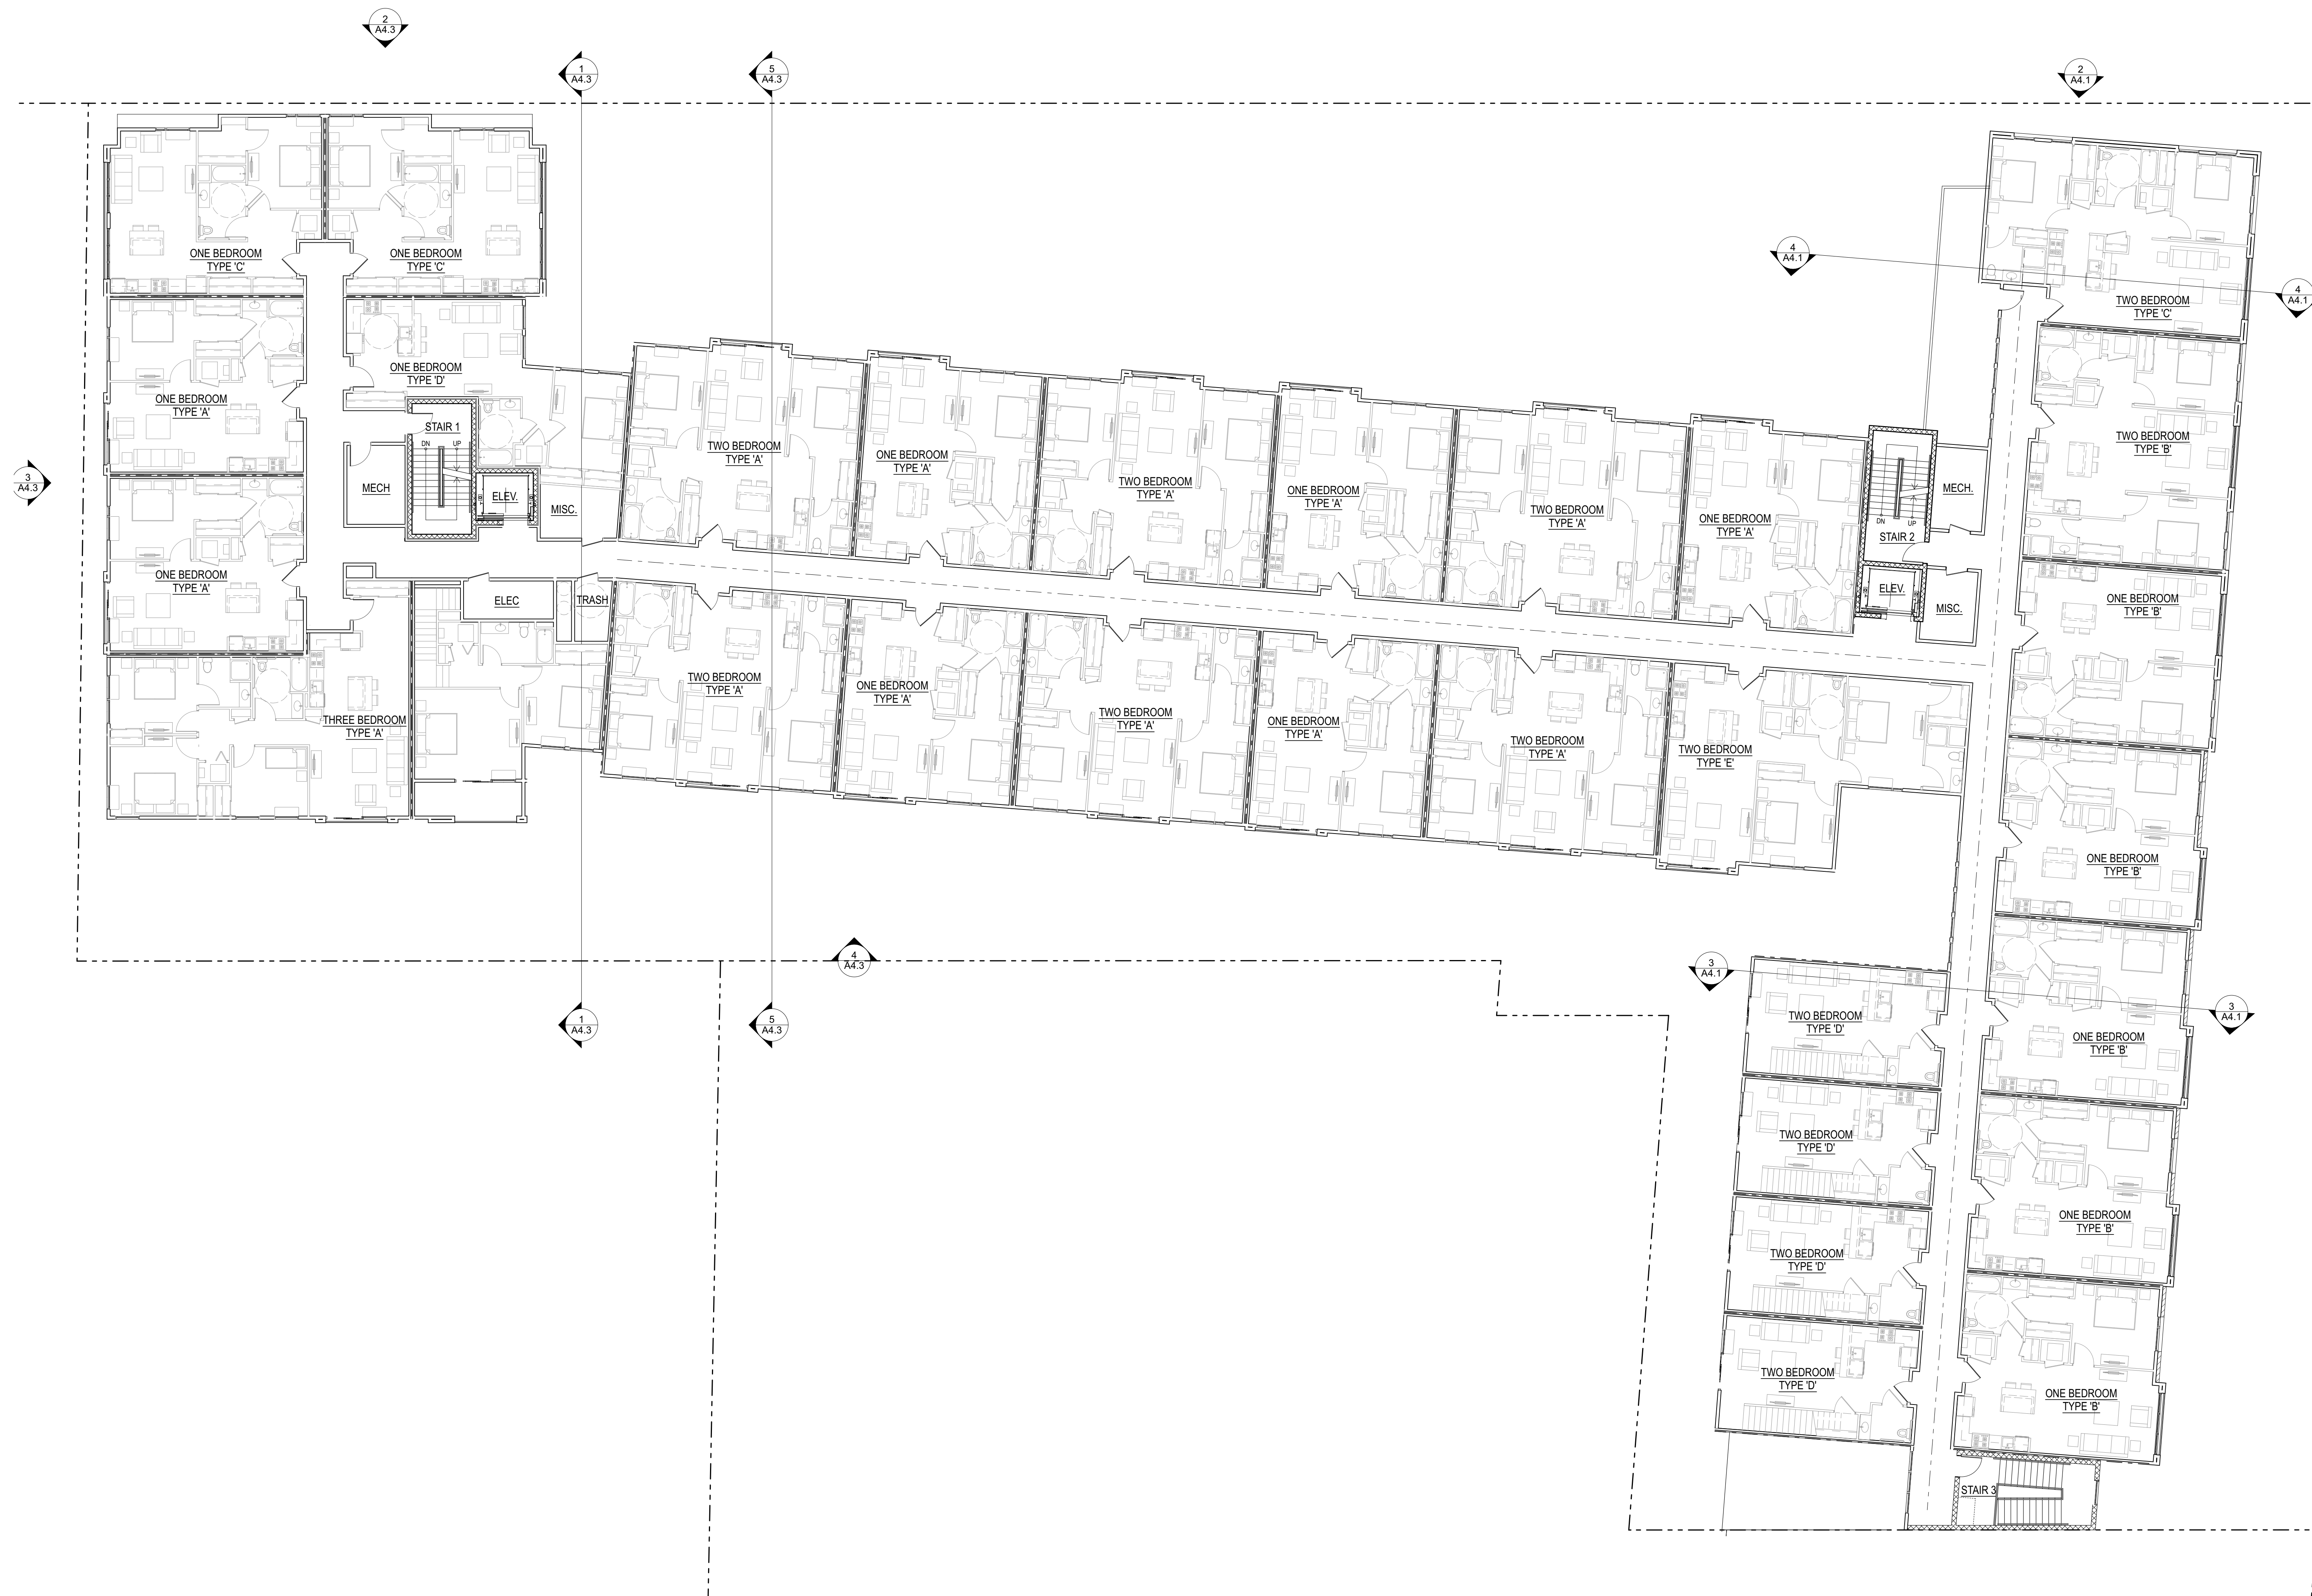 2
A4.3
1
A4.3
5
A4.3
2
A4.1
ONE BEDROOM
TYPE 'C'
ONE BEDROOM
TYPE 'C'
4
A4.1
4
A4.1
TWO BEDROOM
TYPE 'C'
ONE BEDROOM
TYPE 'A'
ONE BEDROOM
TYPE 'D'
STAIR 1
DN
UP
MECH
ELEV.
MISC.
3
A4.3
TWO BEDROOM
TYPE 'A'
ONE BEDROOM
TYPE 'A'
TWO BEDROOM
TYPE 'A'
ONE BEDROOM
TYPE 'A'
TWO BEDROOM
TYPE 'A'
ONE BEDROOM
TYPE 'A'
MECH.
DN
UP
STAIR 2
ELEV.
MISC.
TWO BEDROOM
TYPE 'B'
ONE BEDROOM
TYPE 'A'
ELEC
TRASH
ONE BEDROOM
TYPE 'B'
THREE BEDROOM
TYPE 'A'
TWO BEDROOM
TYPE 'A'
ONE BEDROOM
TYPE 'A'
TWO BEDROOM
TYPE 'A'
ONE BEDROOM
TYPE 'A'
TWO BEDROOM
TYPE 'A'
TWO BEDROOM
TYPE 'E'
ONE BEDROOM
TYPE 'B'
4
A4.3
3
A4.1
3
A4.1
1
A4.3
5
A4.3
TWO BEDROOM
TYPE 'D'
ONE BEDROOM
TYPE 'B'
TWO BEDROOM
TYPE 'D'
ONE BEDROOM
TYPE 'B'
TWO BEDROOM
TYPE 'D'
TWO BEDROOM
TYPE 'D'
ONE BEDROOM
TYPE 'B'
STAIR 3